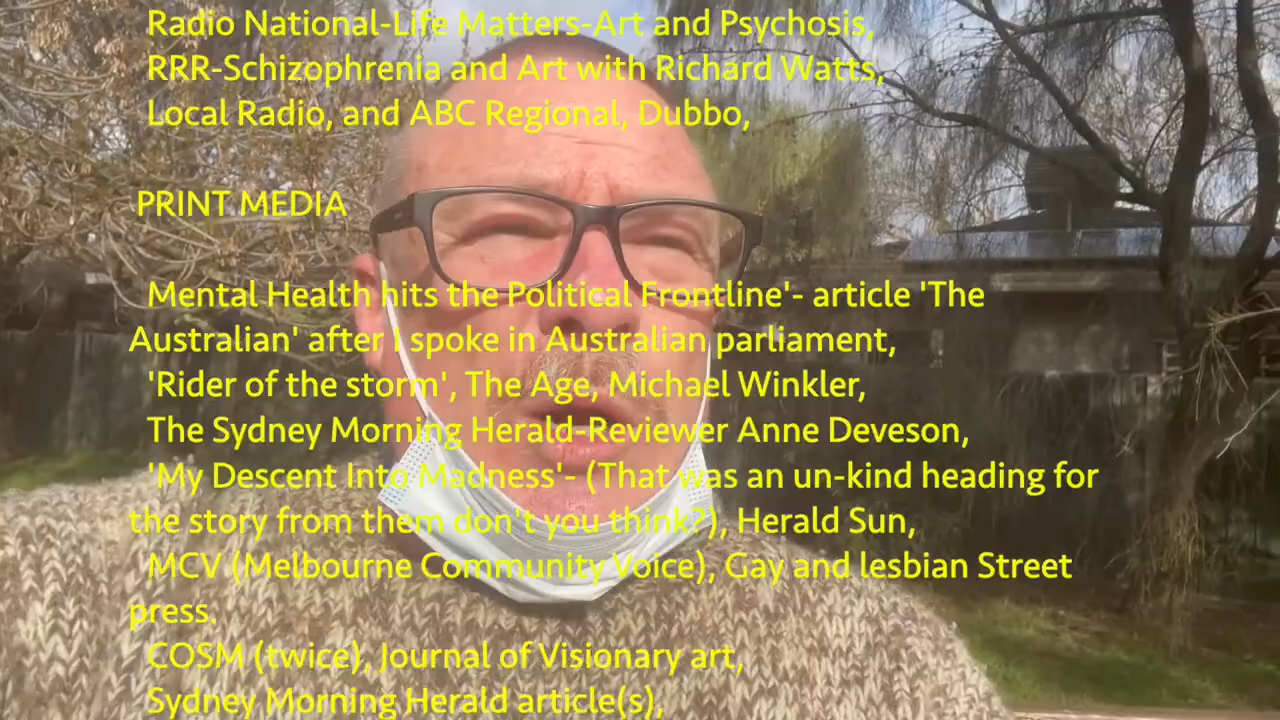 Radio National-Life Matters-Art and Psychosis,
RRR-Schizophrenia and Art with Richard Watts,
Local Radio, and ABC Regional, Dubbo,
PRINT MEDIA
Mental Health hits the Political Frontline'- article 'The
Australian' after I spoke in Australian parliament,
'Rider of the storm', The Age, Michael Winkler,
The Sydney Morning Herald-Reviewer Anne Deveson,
'My Descent Into Madness'- (That was an un-kind heading for
the story from them don't you think?), Herald Sun,
MCV (Melbourne Community Voice), Gay and lesbian Street
press.
COSM (twice), Journal of Visionary art,
Sydney Morning Herald article(s),